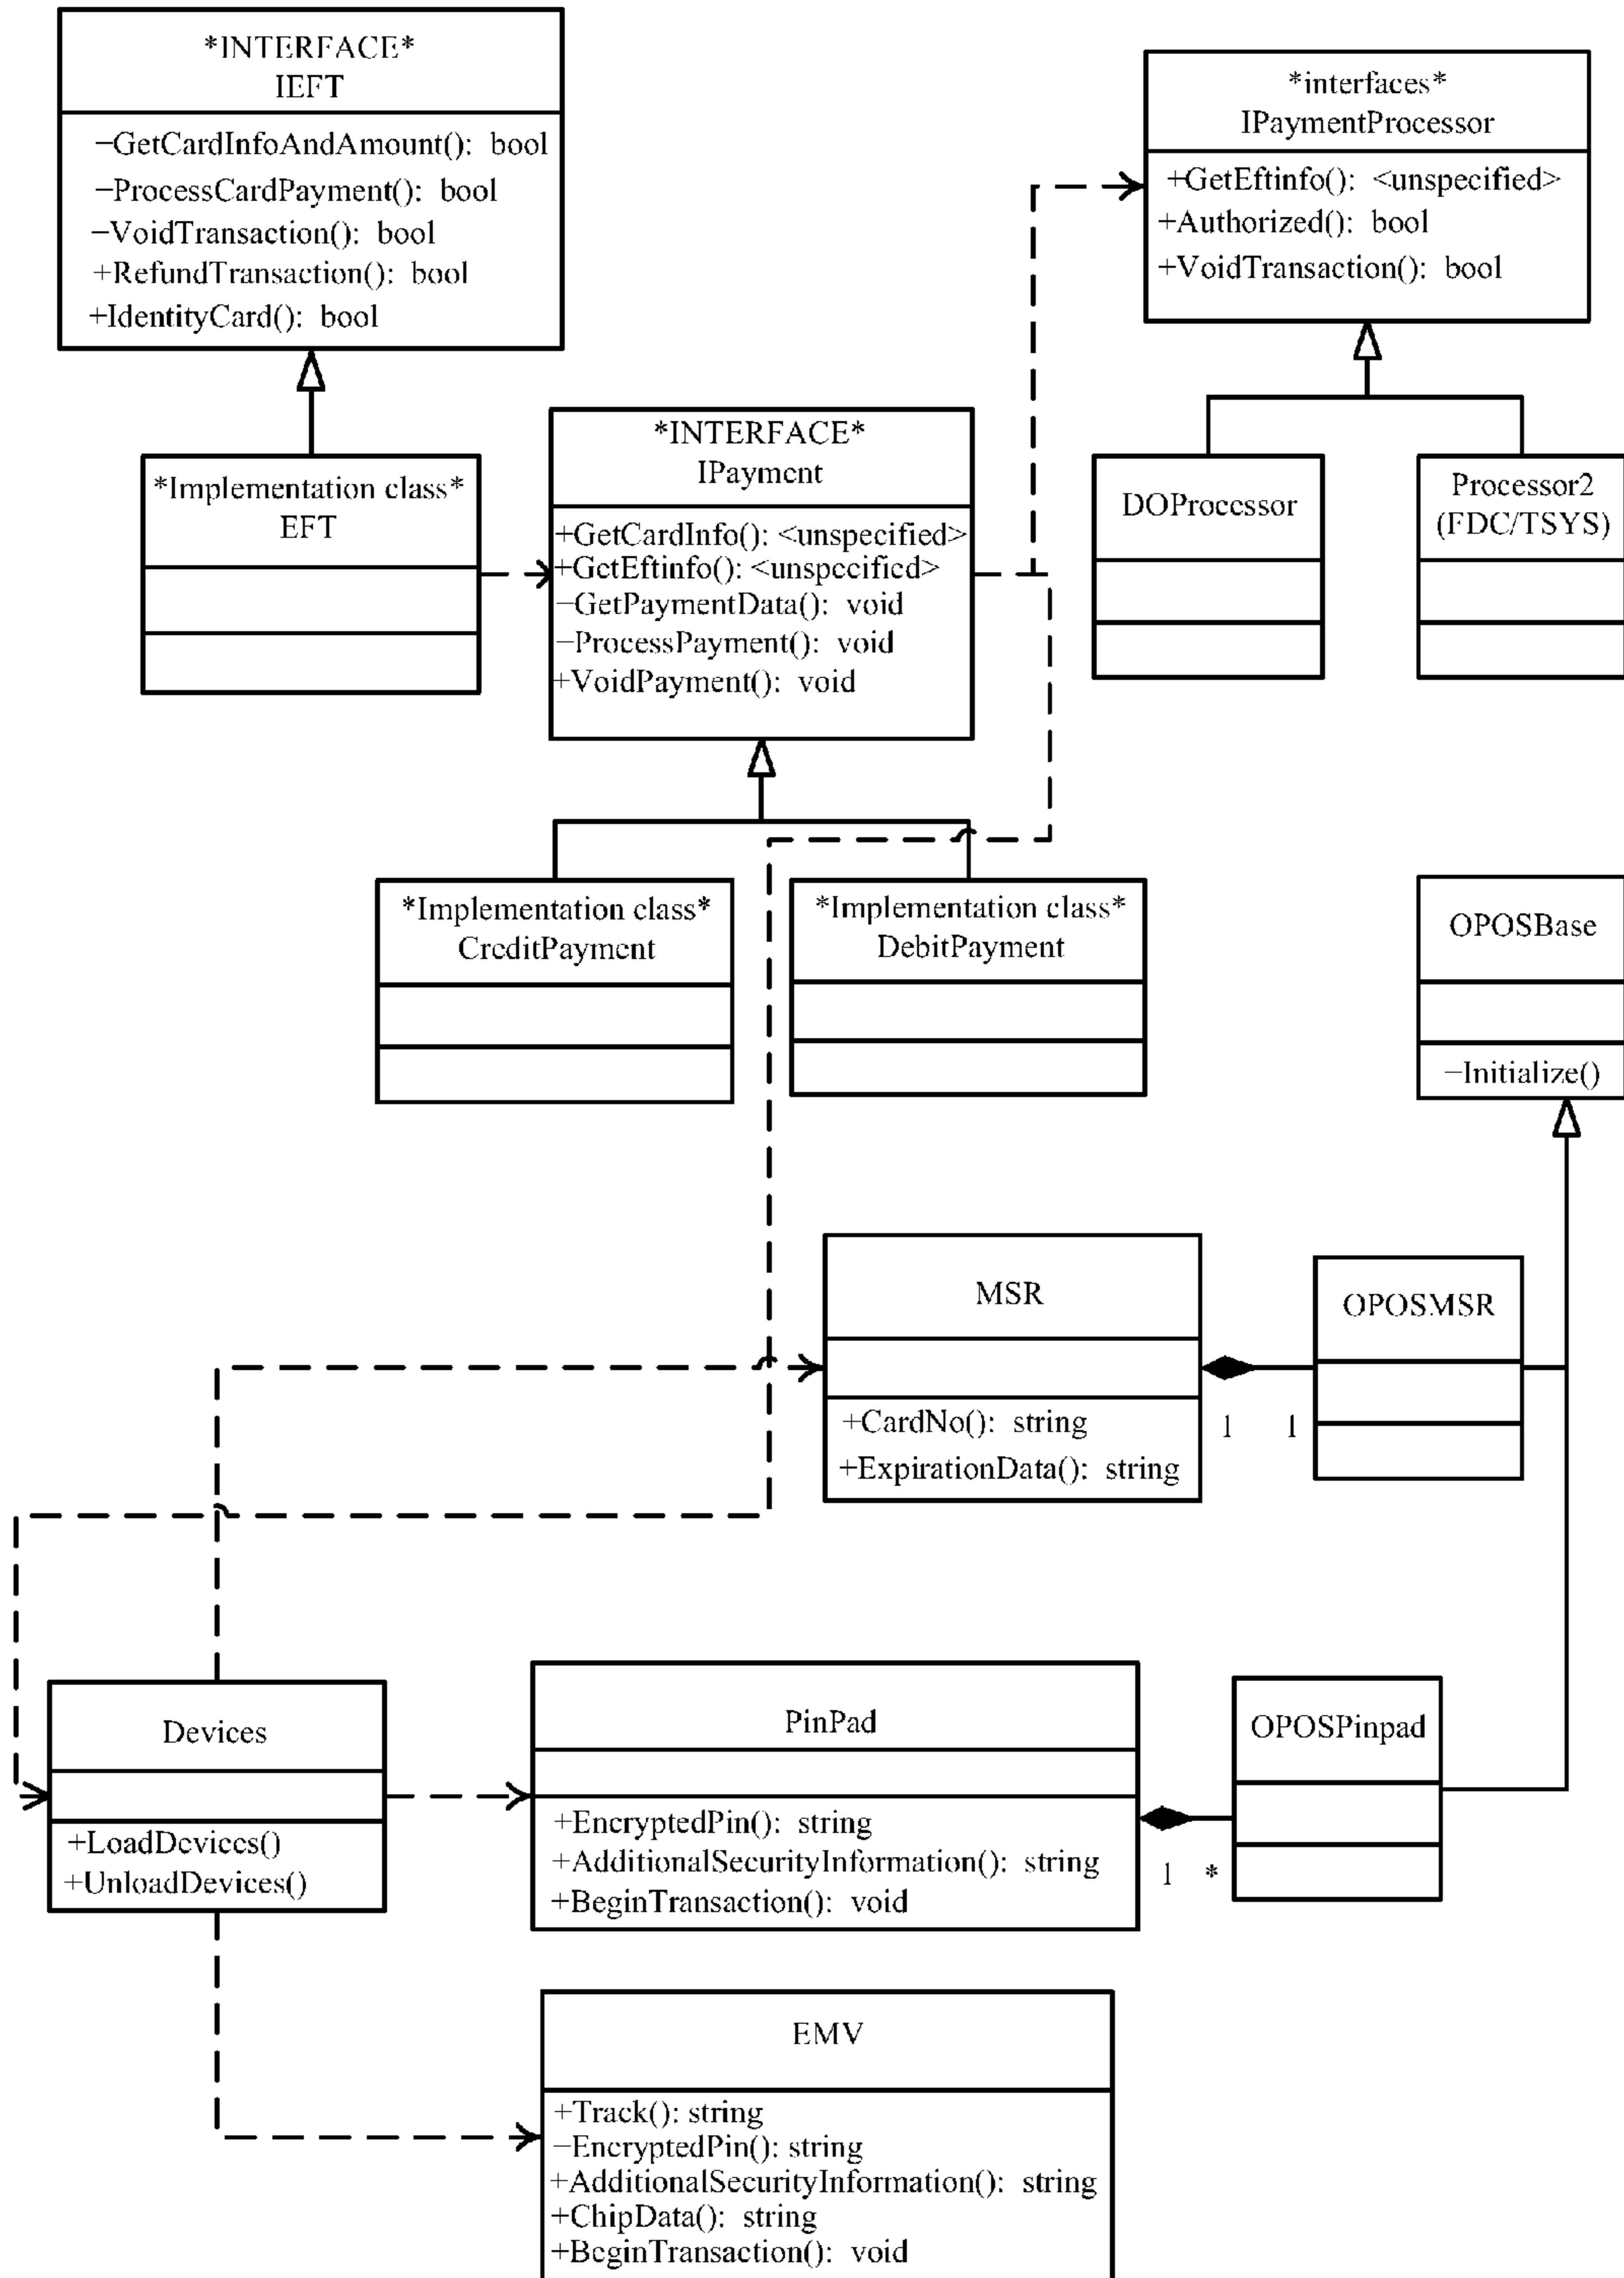 *INTERFACE*
IEFT
−GetCardInfoAndAmount(): bool
−ProcessCardPayment(): bool
−VoidTransaction(): bool
+RefundTransaction(): bool
+IdentityCard(): bool
*interfaces*
IPaymentProcessor
+GetEftinfo(): <unspecified>
+Authorized(): bool
+VoidTransaction(): bool
*Implementation class*
EFT
*INTERFACE*
IPayment
+GetCardInfo(): <unspecified>
+GetEftinfo(): <unspecified>
−GetPaymentData(): void
−ProcessPayment(): void
+VoidPayment(): void
DOProcessor
Processor2
(FDC/TSYS)
*Implementation class*
CreditPayment
*Implementation class*
DebitPayment
OPOSBase
−Initialize()
MSR
+CardNo(): string
+ExpirationData(): string
1 1
OPOSMSR
Devices
+LoadDevices()
+UnloadDevices()
PinPad
+EncryptedPin(): string
+AdditionalSecurityInformation(): string
+BeginTransaction(): void
1 *
OPOSPinpad
EMV
+Track(): string
−EncryptedPin(): string
+AdditionalSecurityInformation(): string
+ChipData(): string
+BeginTransaction(): void